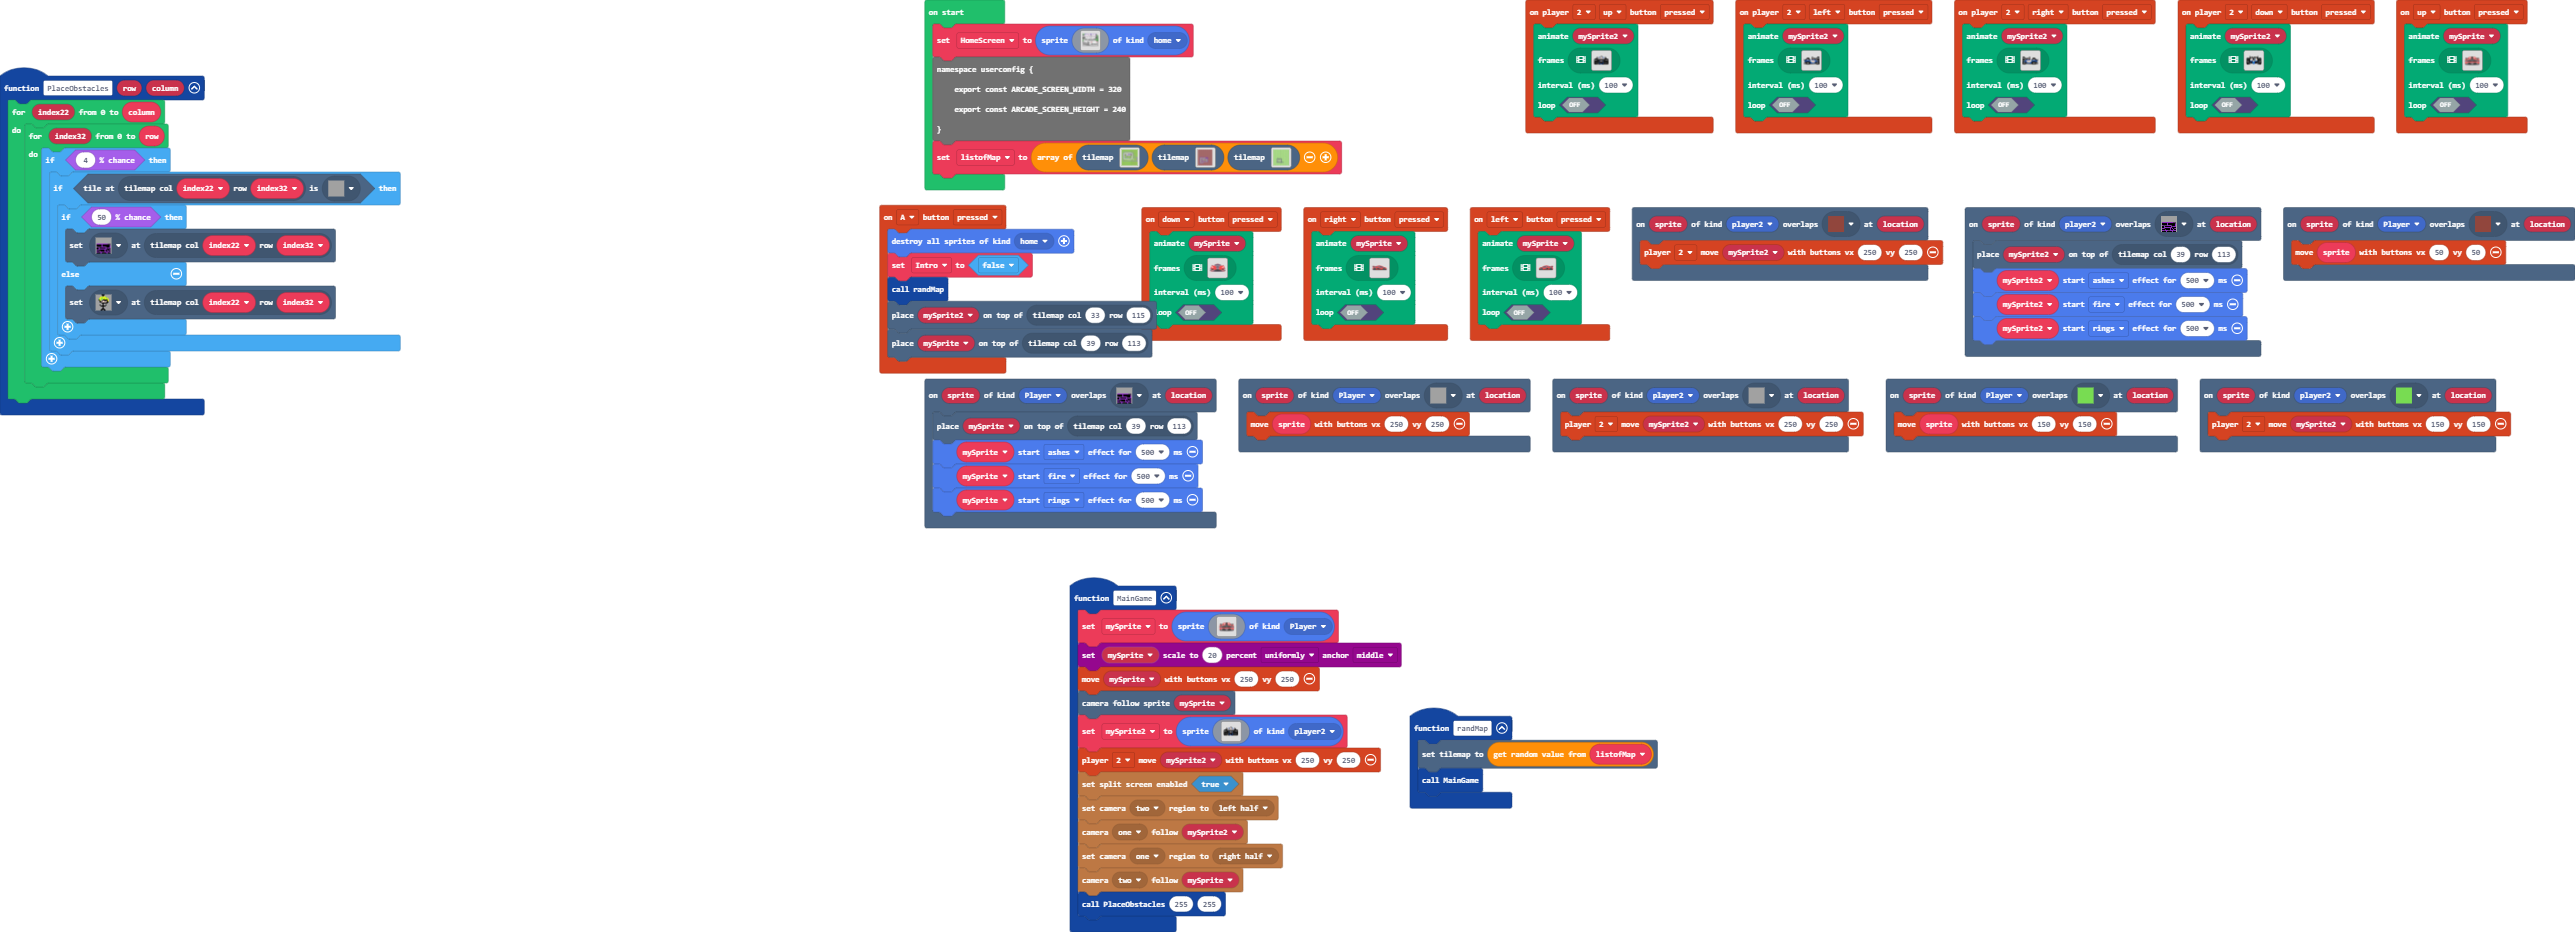 function PlaceObstacles row column
for index22 from 0 to column
do
for index32 from 0 to row
do
if 4 % chance then
if tile at tilemap col index22 row index32 is then
if 50 % chance then
set at tilemap col index22 row index32
else
set at tilemap col index22 row index32
on start
set HomeScreen to sprite of kind home
namespace userconfig {
export const ARCADE_SCREEN_WIDTH = 320
export const ARCADE_SCREEN_HEIGHT = 240
}
set listofMap to array of tilemap tilemap tilemap
on player 2 up button pressed
animate mySprite2
frames
interval (ms) 100
loop OFF
on player 2 left button pressed
animate mySprite2
frames
interval (ms) 100
loop OFF
on player 2 right button pressed
animate mySprite2
frames
interval (ms) 100
loop OFF
on player 2 down button pressed
animate mySprite2
frames
interval (ms) 100
loop OFF
on up button pressed
animate mySprite
frames
interval (ms) 100
loop OFF
on A button pressed
destroy all sprites of kind home
set Intro to false
call randMap
place mySprite2 on top of tilemap col 33 row 115
place mySprite on top of tilemap col 39 row 113
on down button pressed
animate mySprite
frames
interval (ms) 100
loop OFF
on right button pressed
animate mySprite
frames
interval (ms) 100
loop OFF
on left button pressed
animate mySprite
frames
interval (ms) 100
loop OFF
on sprite of kind player2 overlaps at location
player 2 move mySprite2 with buttons vx 250 vy 250
on sprite of kind player2 overlaps at location
place mySprite2 on top of tilemap col 39 row 113
mySprite2 start ashes effect for 500 ms
mySprite2 start fire effect for 500 ms
mySprite2 start rings effect for 500 ms
on sprite of kind Player overlaps at location
move sprite with buttons vx 50 vy 50
on sprite of kind Player overlaps at location
place mySprite on top of tilemap col 39 row 113
mySprite start ashes effect for 500 ms
mySprite start fire effect for 500 ms
mySprite start rings effect for 500 ms
on sprite of kind Player overlaps at location
move sprite with buttons vx 250 vy 250
on sprite of kind player2 overlaps at location
player 2 move mySprite2 with buttons vx 250 vy 250
on sprite of kind Player overlaps at location
move sprite with buttons vx 150 vy 150
on sprite of kind player2 overlaps at location
player 2 move mySprite2 with buttons vx 150 vy 150
function MainGame
set mySprite to sprite of kind Player
set mySprite scale to 20 percent uniformly anchor middle
move mySprite with buttons vx 250 vy 250
camera follow sprite mySprite
set mySprite2 to sprite of kind player2
player 2 move mySprite2 with buttons vx 250 vy 250
set split screen enabled true
set camera two region to left half
camera one follow mySprite2
set camera one region to right half
camera two follow mySprite
call PlaceObstacles 255 255
function randMap
set tilemap to get random value from listofMap
call MainGame